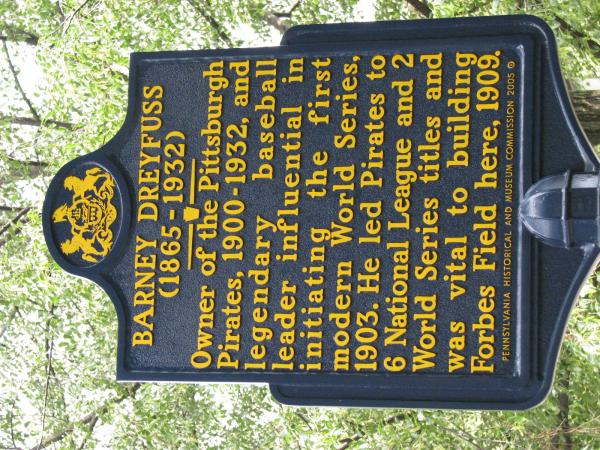 BARNEY DREYFUSS
(1865-1932)
Owner of the Pittsburgh
Pirates, 1900-1932, and
legendary baseball
leader influential in
initiating the first
modern World Series,
1903. He led Pirates to
6 National League and 2
World Series titles and
was vital to building
Forbes Field here, 1909.
PENNSYLVANIA HISTORICAL AND MUSEUM COMMISSION 2005 ©